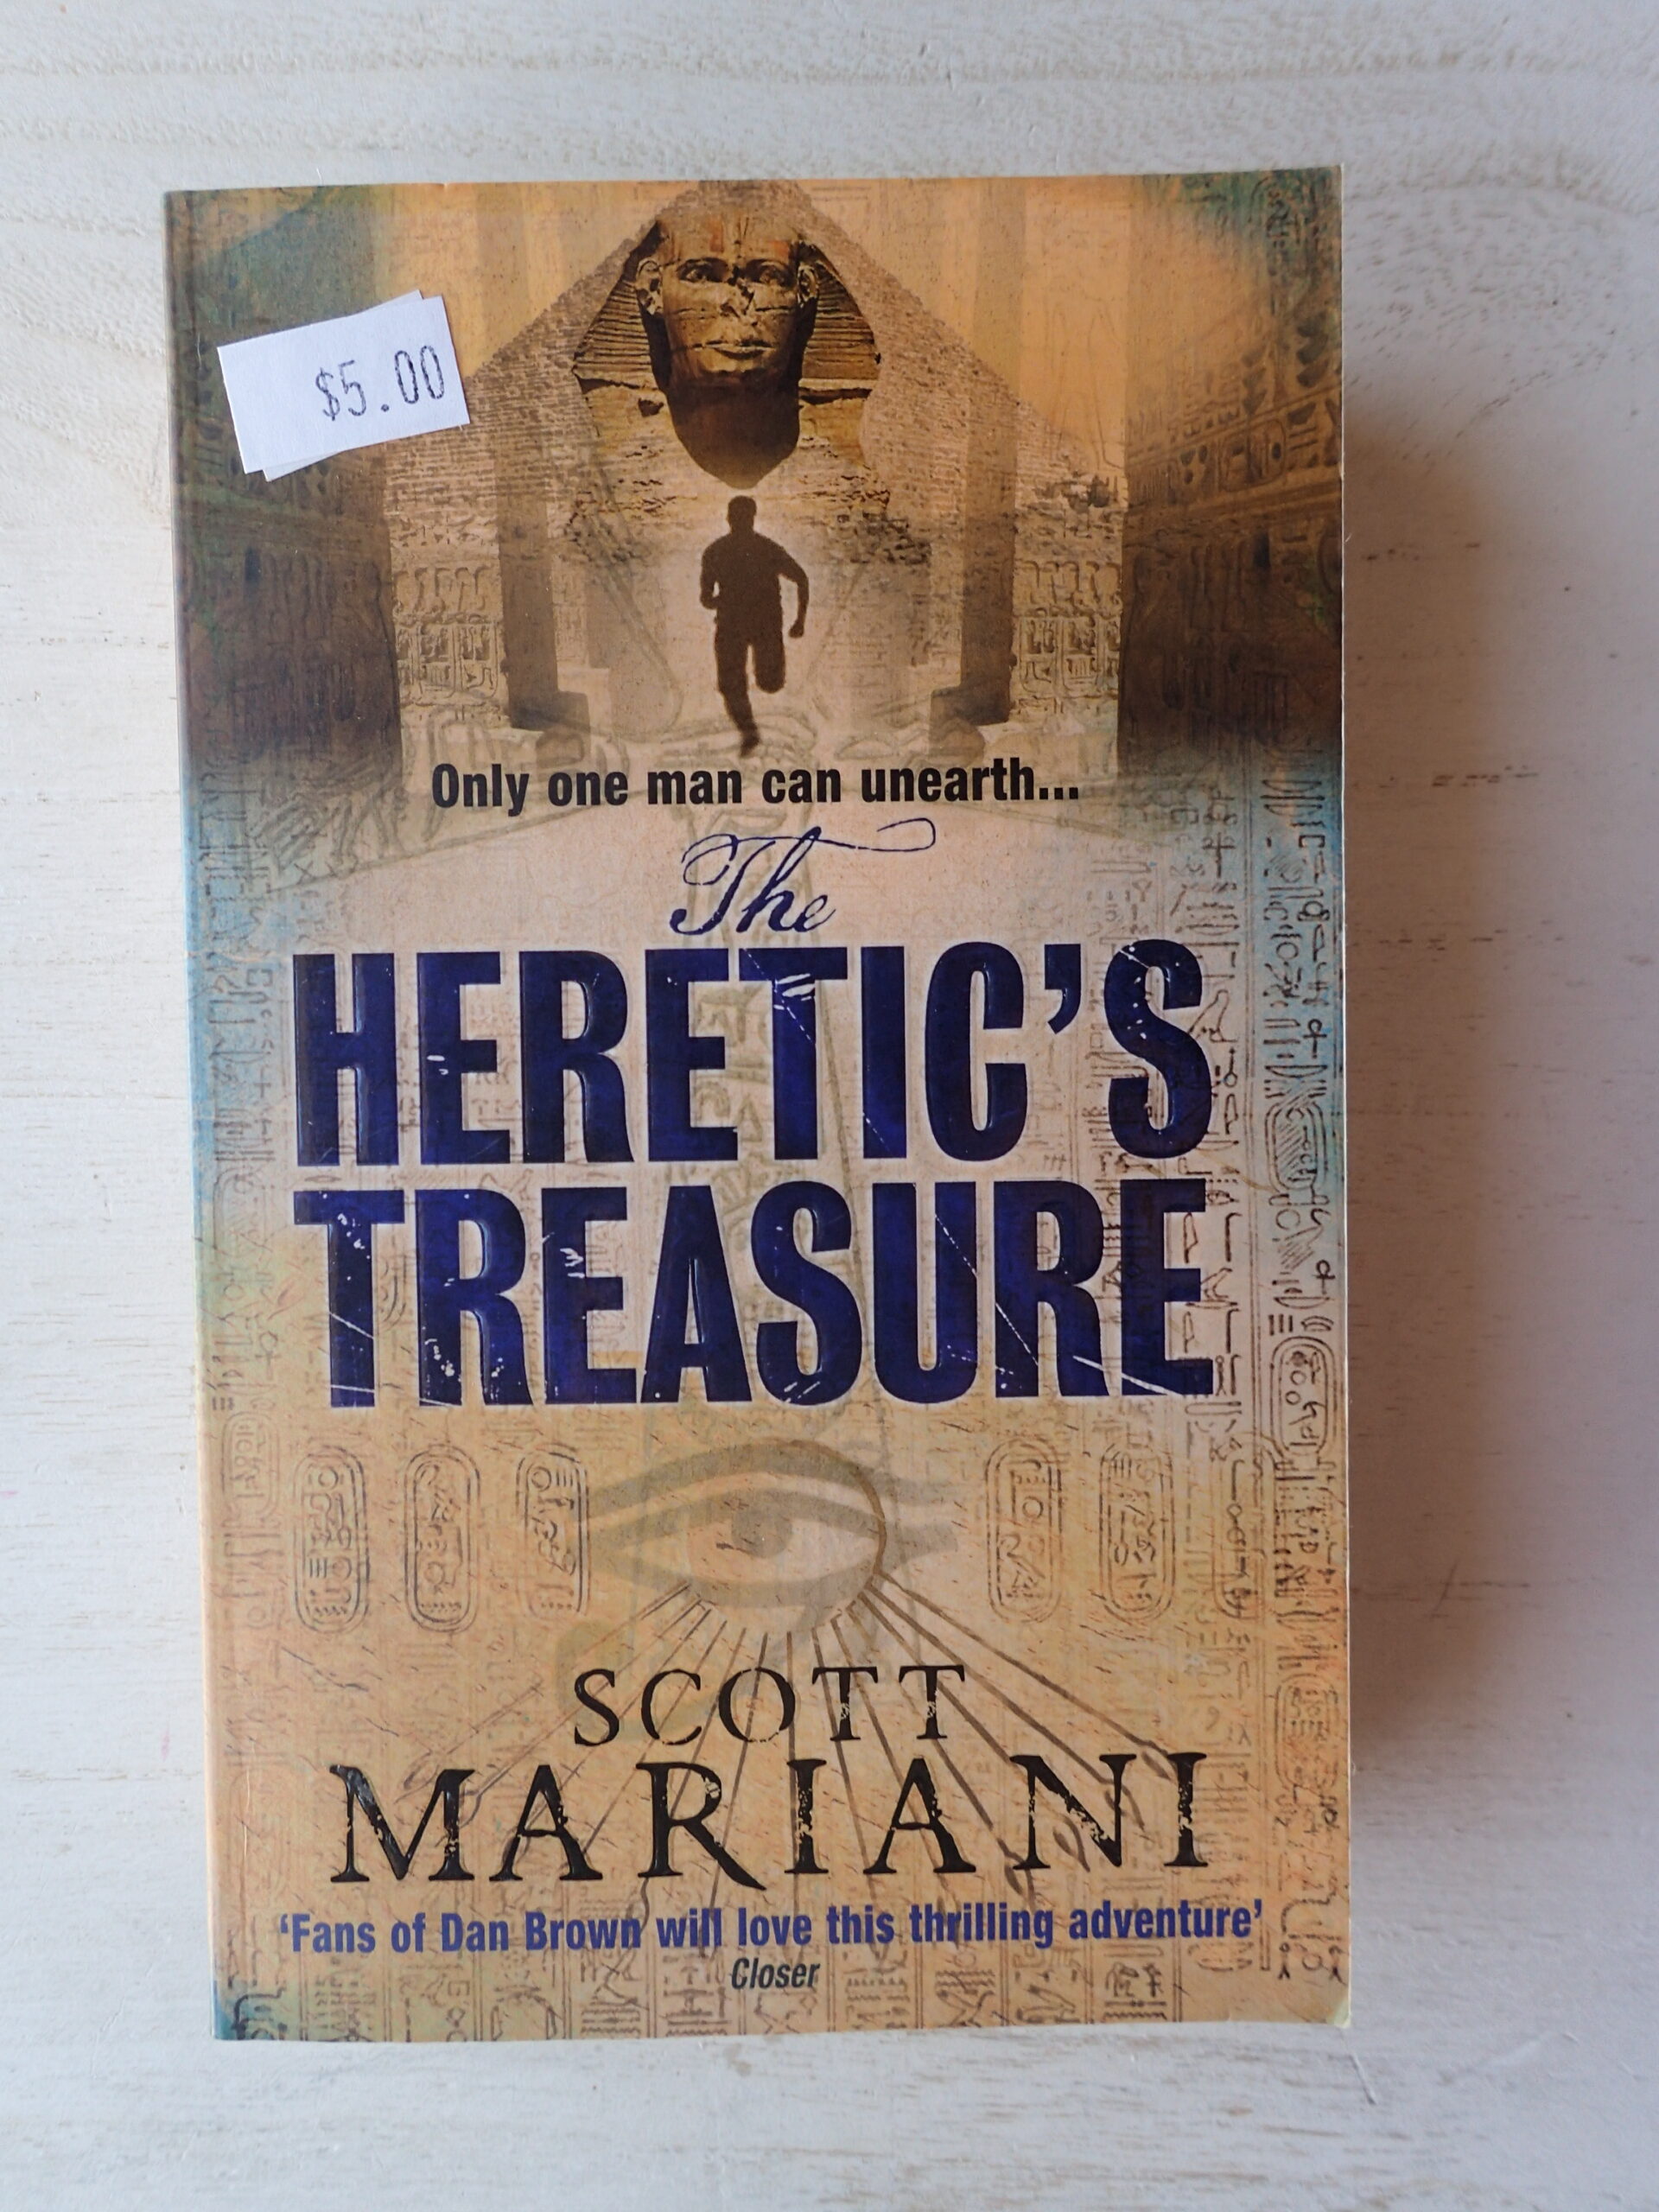 $5.00
Only one man can unearth...
The
HERETIC'S
TREASURE
SCOTT
MARIANI
‘Fans of Dan Brown will love this thrilling adventure’
Closer